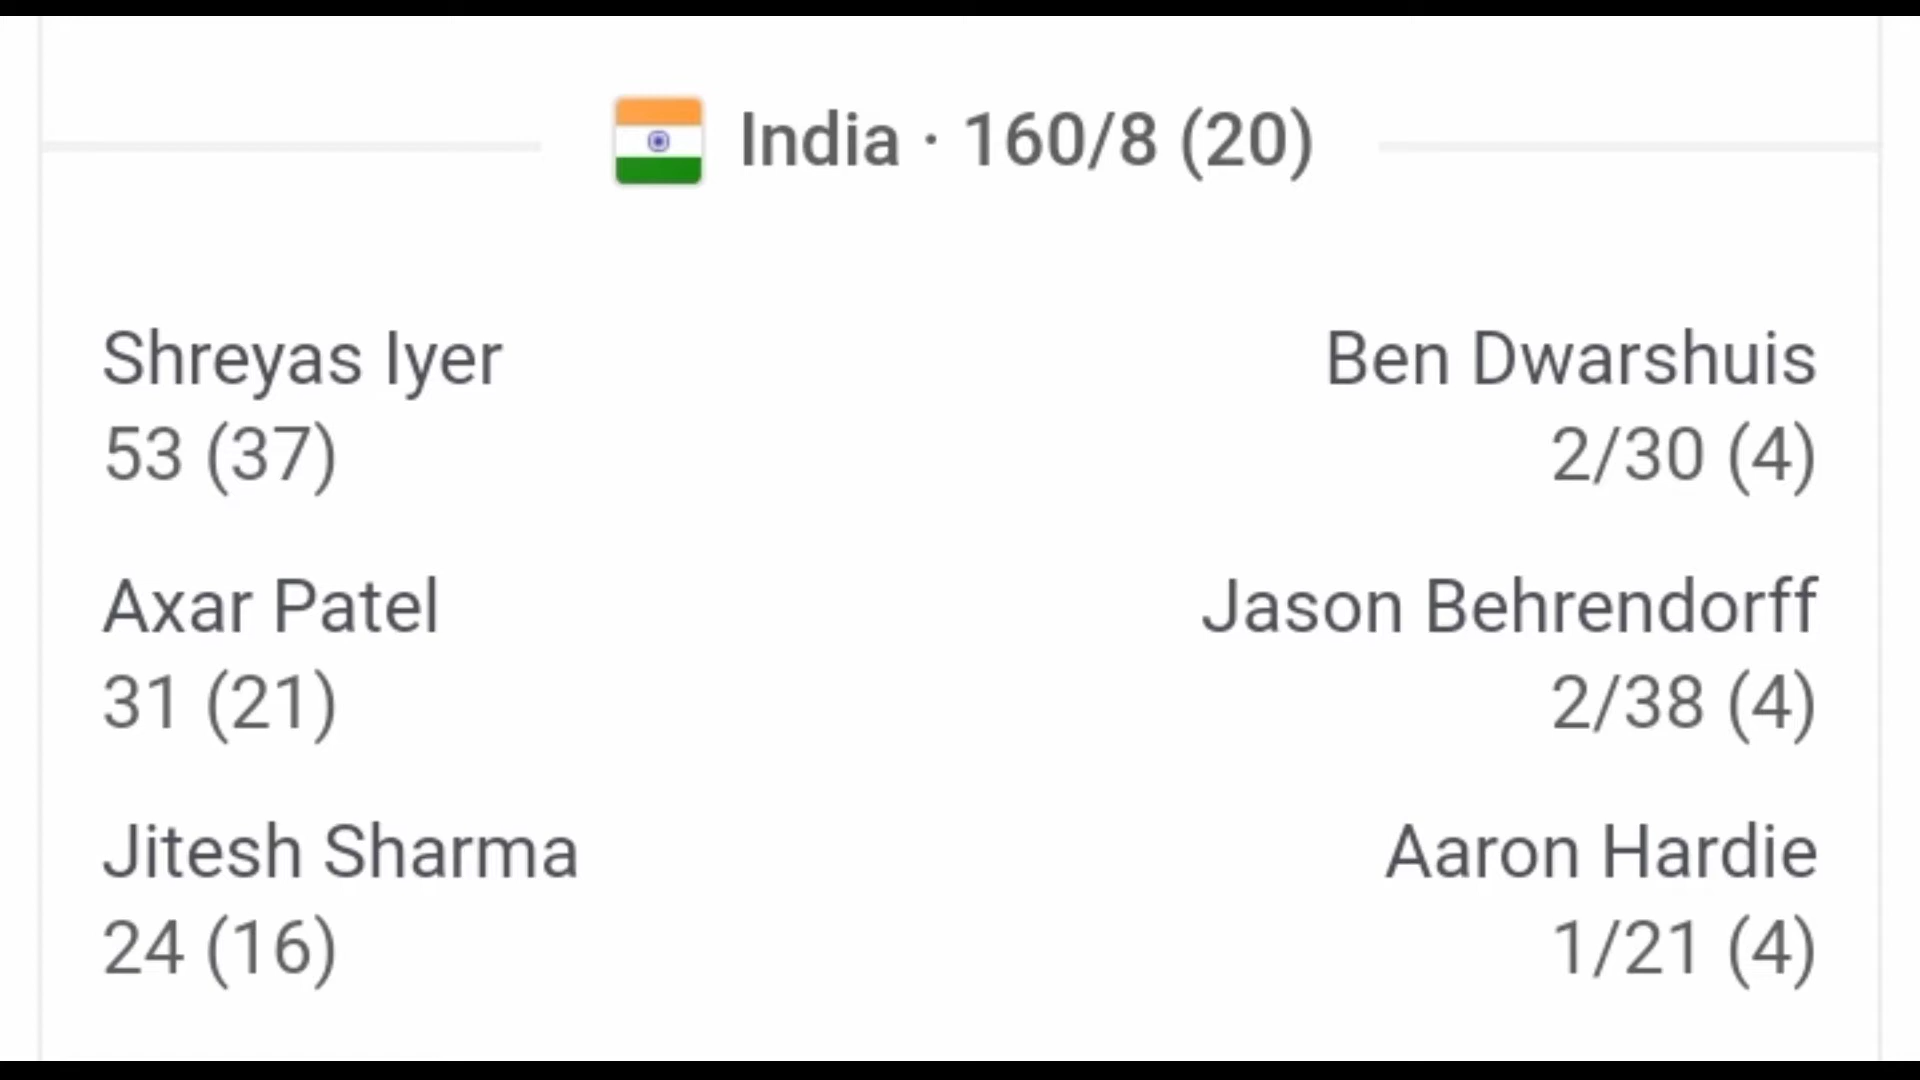 India · 160/8 (20)
Shreyas Iyer
53 (37)
Ben Dwarshuis
2/30 (4)
Axar Patel
31 (21)
Jason Behrendorff
2/38 (4)
Jitesh Sharma
24 (16)
Aaron Hardie
1/21 (4)